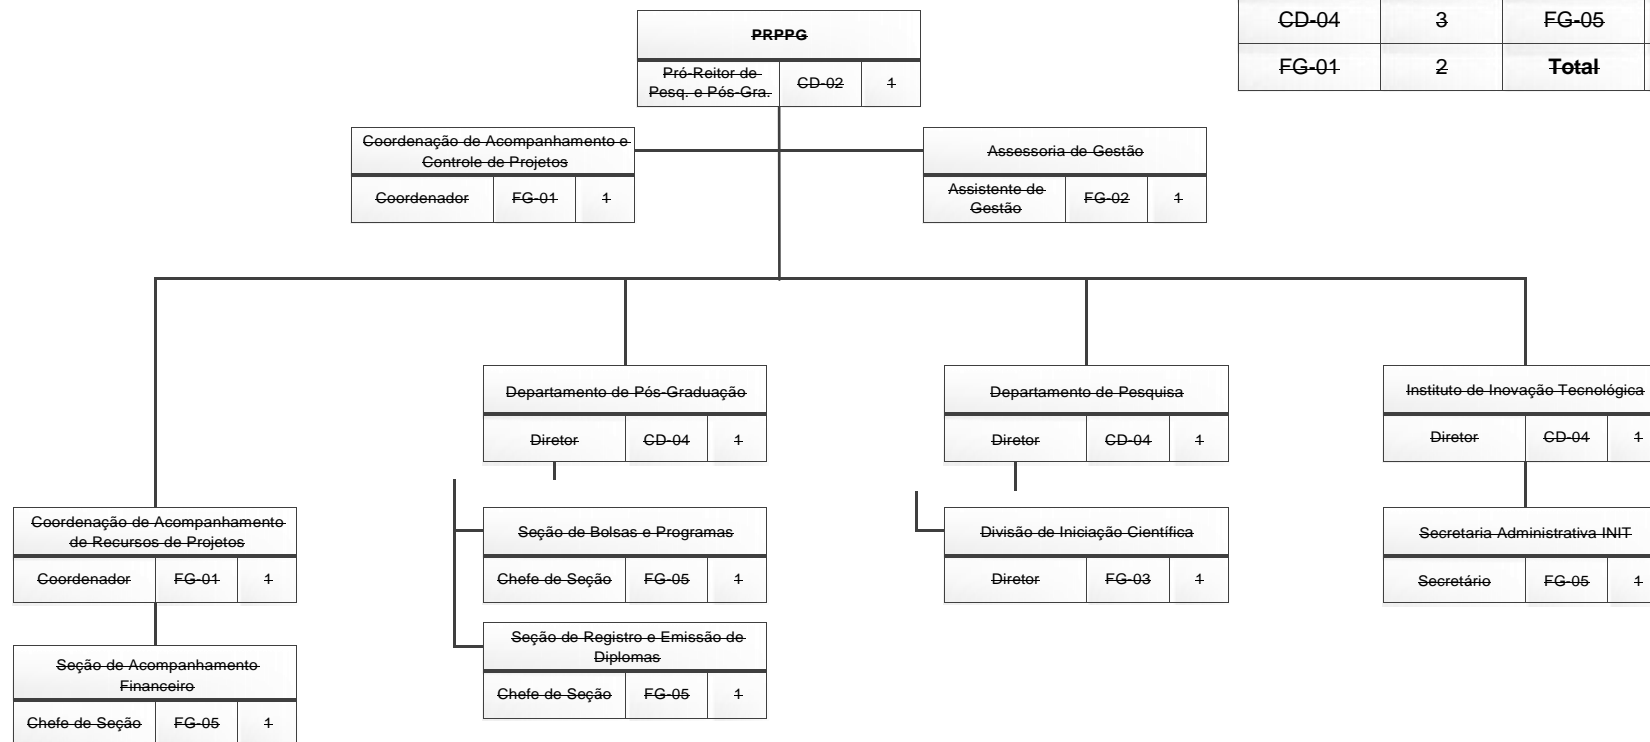 PRPPG
Pró-Reitor de
Pesq. e Pós-Gra.
CD-02
1
CD-04
3
FG-05
FG-01
2
Total
Coordenação de Acompanhamento e
Controle de Projetos
Coordenador
FG-01
1
Assessoria de Gestão
Assistente de
Gestão
FG-02
1
Departamento de Pós-Graduação
Diretor
CD-04
1
Departamento de Pesquisa
Diretor
CD-04
1
Instituto de Inovação Tecnológica
Diretor
CD-04
1
Coordenação de Acompanhamento
de Recursos de Projetos
Coordenador
FG-01
1
Seção de Bolsas e Programas
Chefe de Seção
FG-05
1
Divisão de Iniciação Científica
Diretor
FG-03
1
Secretaria Administrativa INIT
Secretário
FG-05
1
Seção de Acompanhamento
Financeiro
Chefe de Seção
FG-05
1
Seção de Registro e Emissão de
Diplomas
Chefe de Seção
FG-05
1